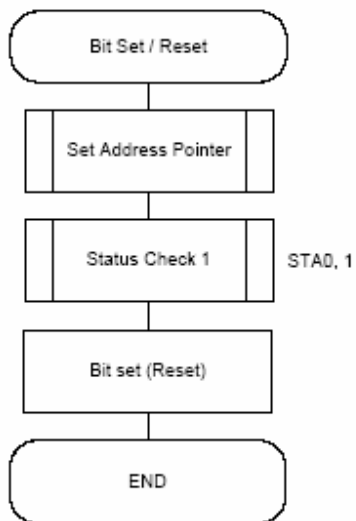 Bit Set / Reset
Set Address Pointer
Status Check 1
STA0, 1
Bit set (Reset)
END